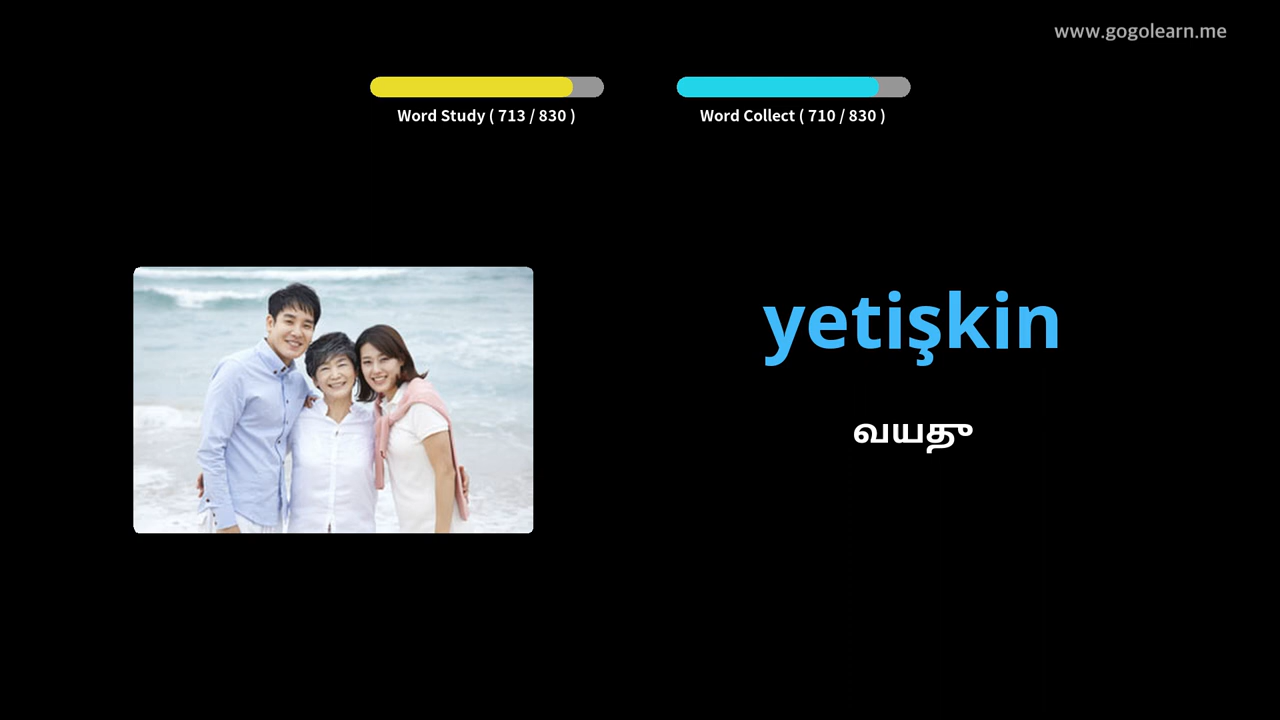 www.gogolearn.me
Word Study ( 713 / 830 )
Word Collect ( 710 / 830 )
yetişkin
வயது